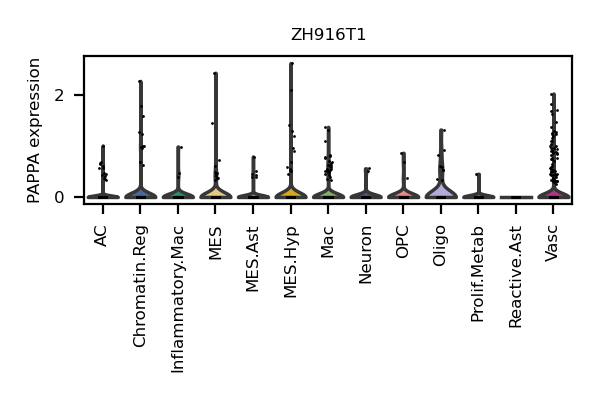 ZH916T1
PAPPA expression
2
0
AC
Chromatin.Reg
Inflammatory.Mac
MES
MES.Ast
MES.Hyp
Mac
Neuron
OPC
Oligo
Prolif.Metab
Reactive.Ast
Vasc